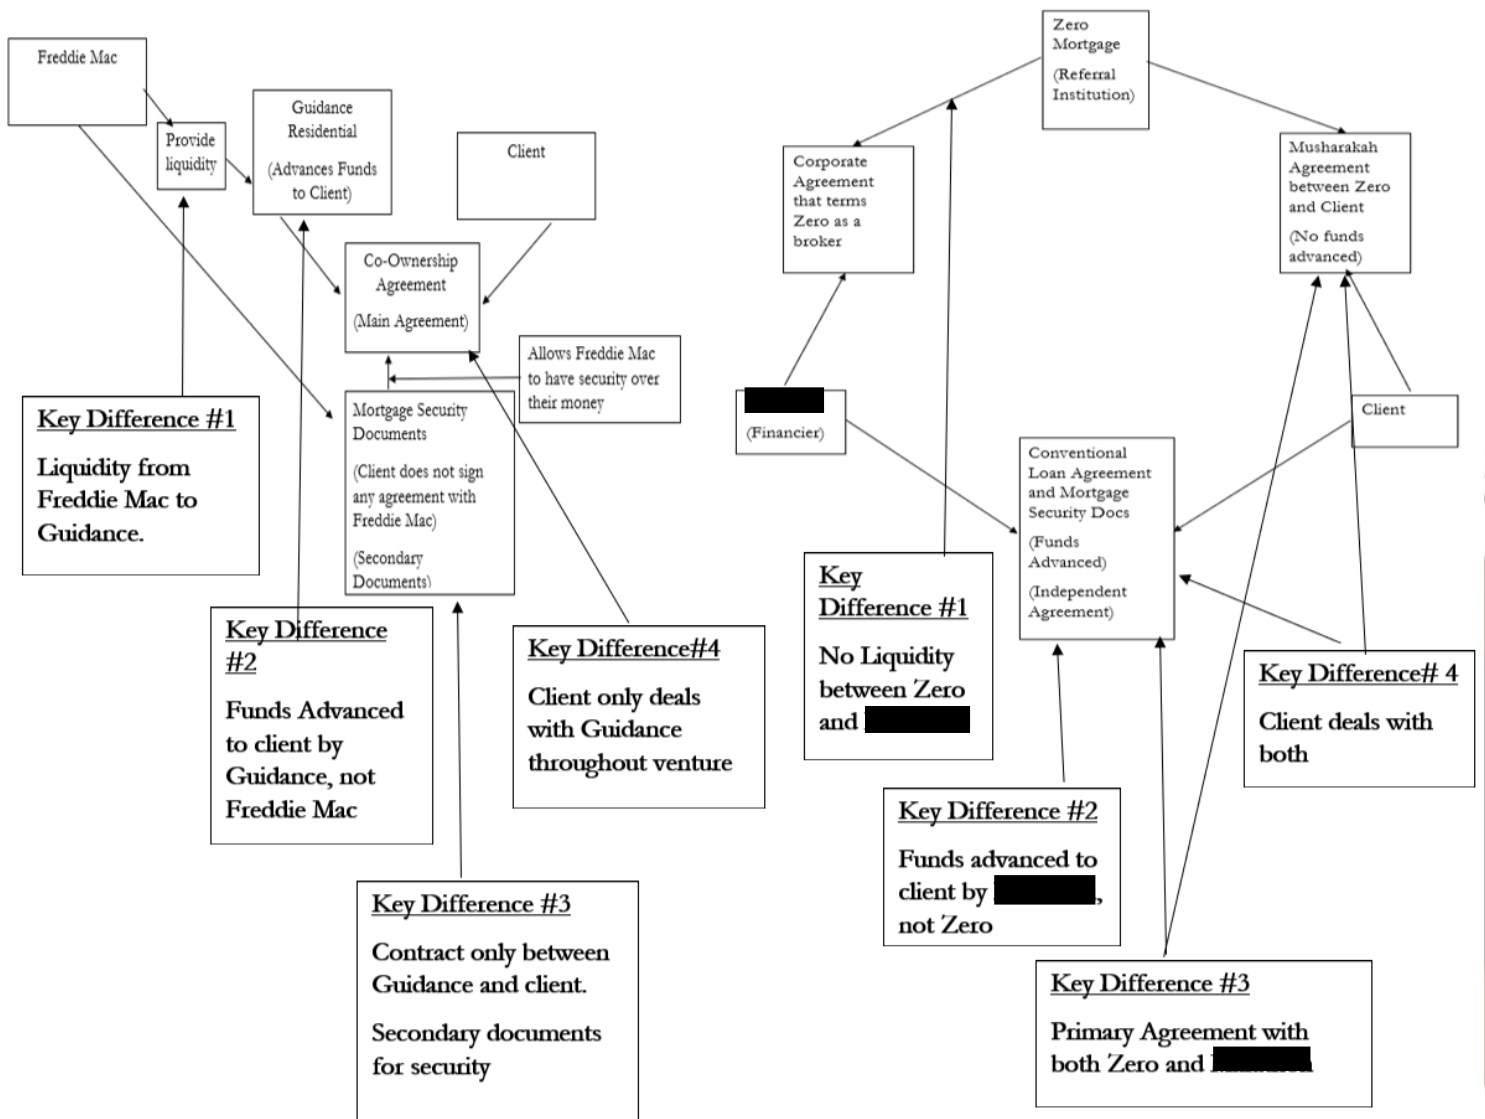 Freddie Mac
Provide
liquidity
Guidance
Residential
(Advances Funds
to Client)
Client
Co-Ownership
Agreement
(Main Agreement)
Allows Freddie Mac
to have security over
their money
Mortgage Security
Documents
(Client does not sign
any agreement with
Freddie Mac)
(Secondary
Documents)
Key Difference #1
Liquidity from
Freddie Mac to
Guidance.
Key Difference
#2
Funds Advanced
to client by
Guidance, not
Freddie Mac
Key Difference#4
Client only deals
with Guidance
throughout venture
Key Difference #3
Contract only between
Guidance and client.
Secondary documents
for security
Zero
Mortgage
(Referral
Institution)
Corporate
Agreement
that terms
Zero as a
broker
Musharakah
Agreement
between Zero
and Client
(No funds
advanced)
(Financier)
Client
Conventional
Loan Agreement
and Mortgage
Security Docs
(Funds
Advanced)
(Independent
Agreement)
Key
Difference #1
No Liquidity
between Zero
and
Key Difference# 4
Client deals with
both
Key Difference #2
Funds advanced to
client by ,
not Zero
Key Difference #3
Primary Agreement with
both Zero and